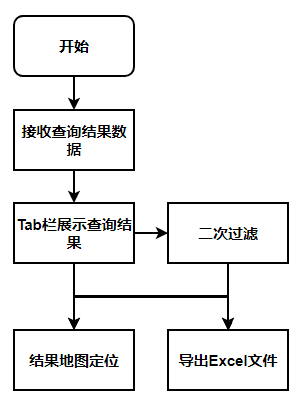 开始
接收查询结果数
据
Tab栏展示查询结
果
二次过滤
结果地图定位
导出Excel文件